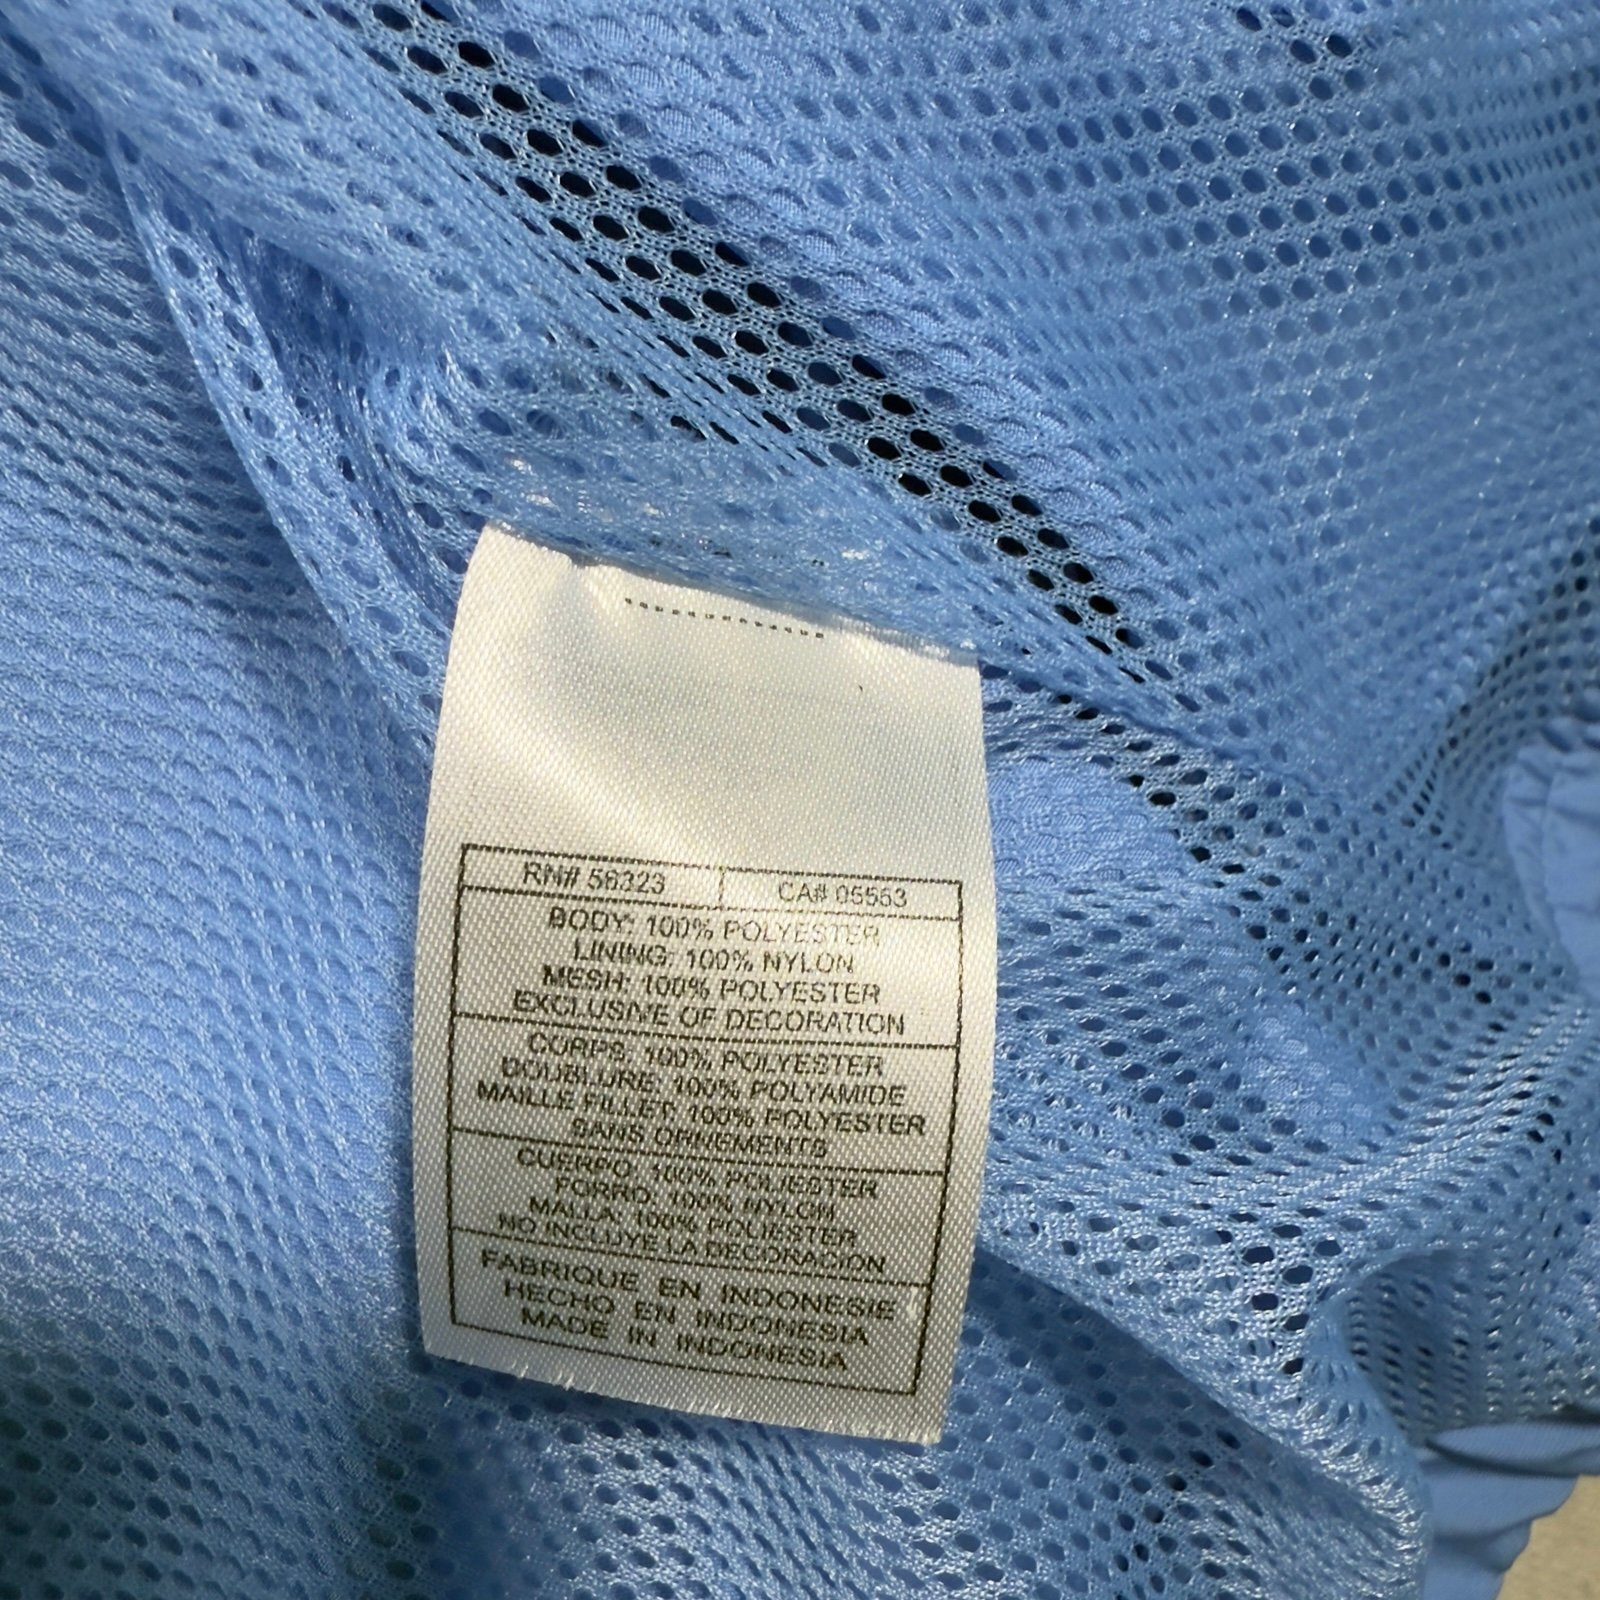 RN# 56323 CA# 05553
BODY: 100% POLYESTER
LINING: 100% NYLON
MESH: 100% POLYESTER
EXCLUSIVE OF DECORATION
CORPS: 100% POLYESTER
DOUBLURE: 100% POLYAMIDE
MAILLE FILLET: 100% POLYESTER
SANS ORNEMENTS
CUERPO: 100% POLIESTER
FORRO: 100% NYLON
MALLA: 100% POLIESTER
NO INCLUYE LA DECORACION
FABRIQUE EN INDONESIE
HECHO EN INDONESIA
MADE IN INDONESIA